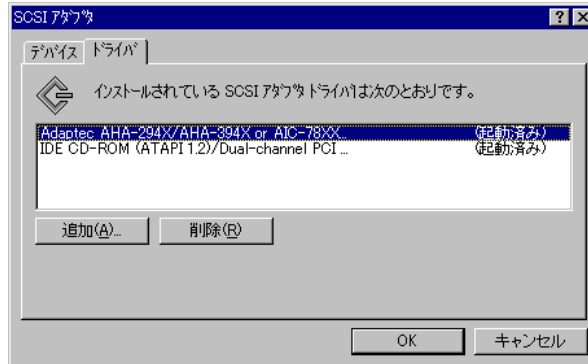 SCSI ｱﾀﾞﾌﾟﾀ
ﾃﾞﾊﾞｲｽ ﾄﾞﾗｲﾊﾞ
ｲﾝｽﾄｰﾙされている SCSI ｱﾀﾞﾌﾟﾀ ﾄﾞﾗｲﾊﾞは次のとおりです。
Adaptec AHA-294X/AHA-394X or AIC-78XX... (起動済み)
IDE CD-ROM (ATAPI 1.2)/Dual-channel PCI ... (起動済み)
追加(A)... 削除(R)
OK キャンセル